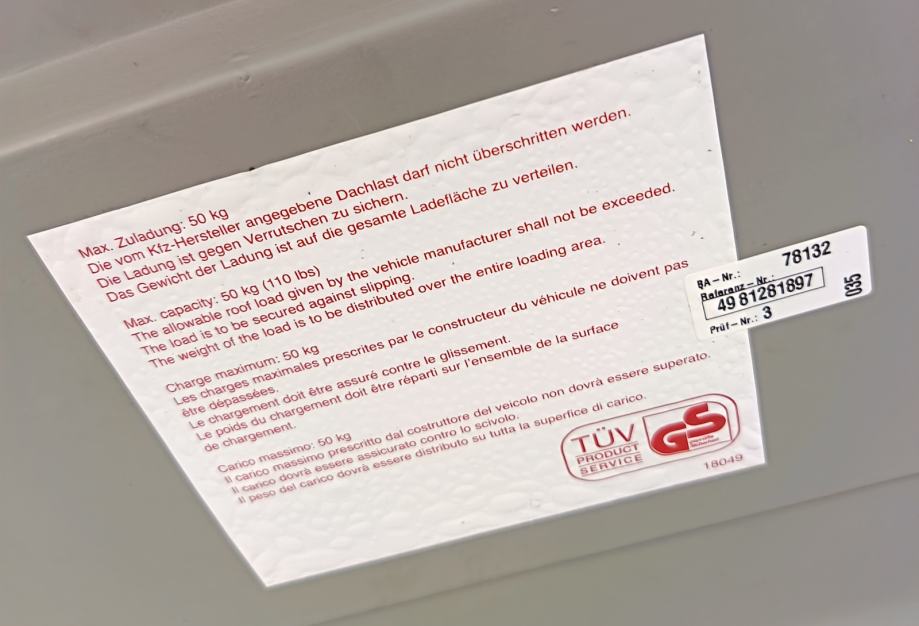 Max. Zuladung: 50 kg
Die vom Kfz-Hersteller angegebene Dachlast darf nicht überschritten werden.
Die Ladung ist gegen Verrutschen zu sichern.
Das Gewicht der Ladung ist auf die gesamte Ladefläche zu verteilen.
Max. capacity: 50 kg (110 lbs)
The allowable roof load given by the vehicle manufacturer shall not be exceeded.
The load is to be secured against slipping.
The weight of the load is to be distributed over the entire loading area.
Charge maximum: 50 kg
Les charges maximales prescrites par le constructeur du véhicule ne doivent pas
être dépassées.
Le chargement doit être assuré contre le glissement.
Le poids du chargement doit être réparti sur l'ensemble de la surface
de chargement.
Carico massimo: 50 kg
Il carico massimo prescritto dal costruttore del veicolo non dovrà essere superato.
Il carico dovrà essere assicurato contro lo scivolo.
Il peso del carico dovrà essere distributo su tutta la superfice di carico.
TÜV
PRODUCT
SERVICE
GS
geprüfte
Sicherheit
18049
BA-Nr.: 78132
49 81281897
Prüf-Nr.: 3
035